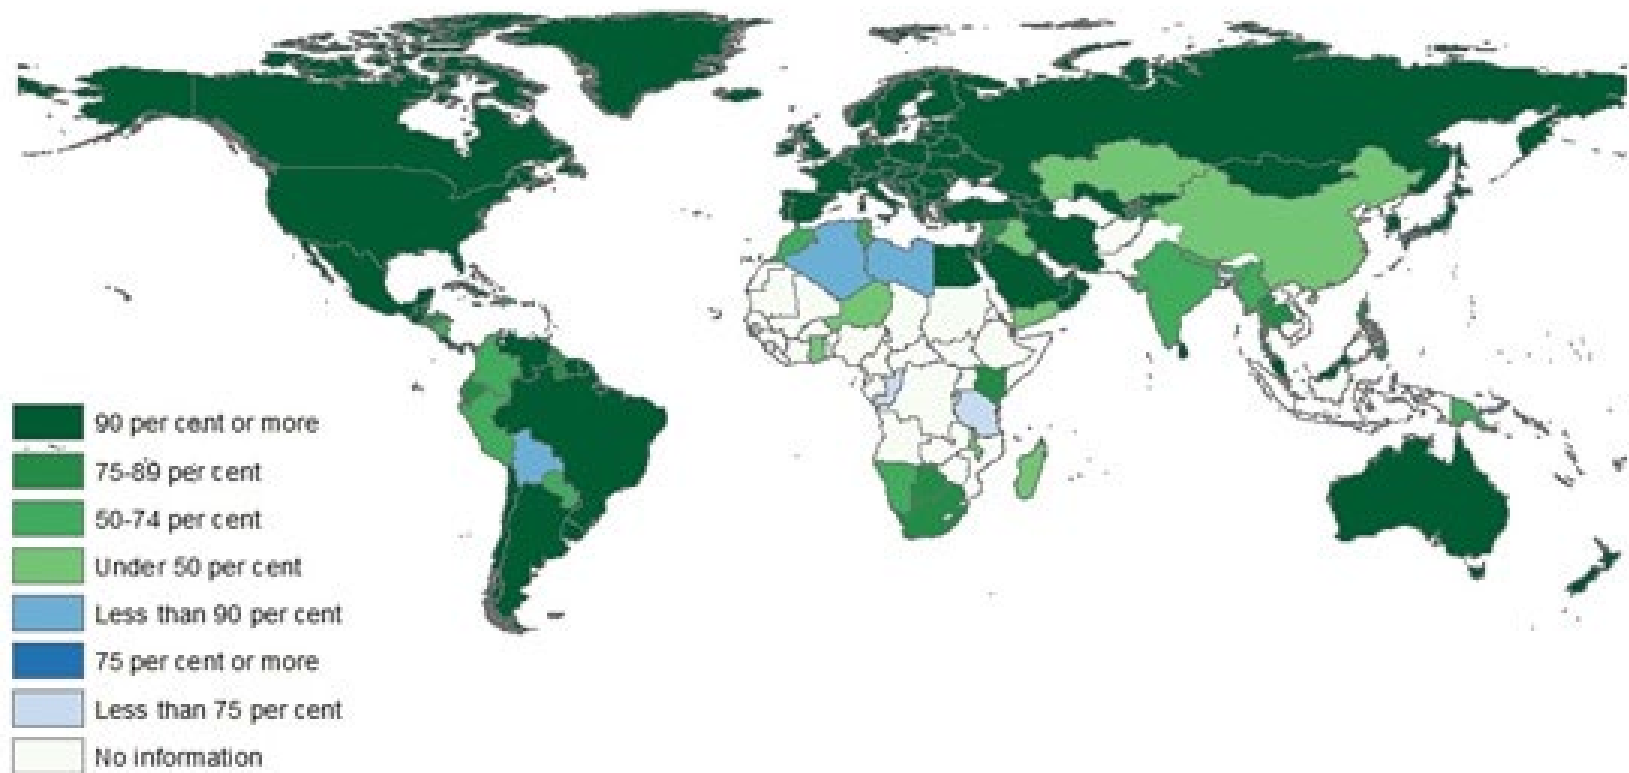 90 per cent or more
75-89 per cent
50-74 per cent
Under 50 per cent
Less than 90 per cent
75 per cent or more
Less than 75 per cent
No information